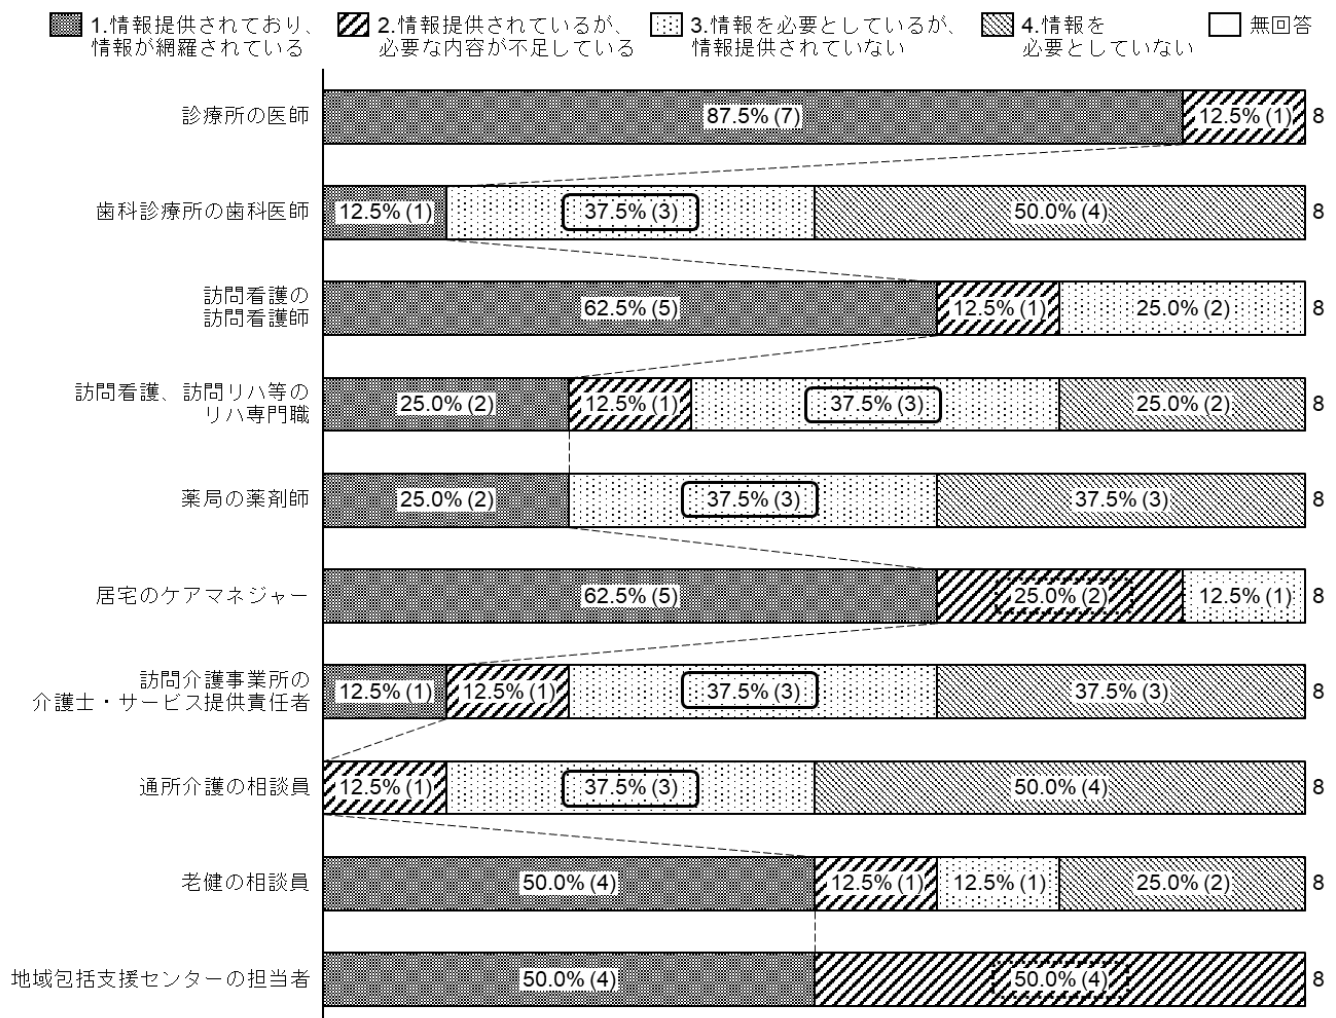 1.情報提供されており、
情報が網羅されている
2.情報提供されているが、
必要な内容が不足している
3.情報を必要としているが、
情報提供されていない
4.情報を
必要としていない
無回答
診療所の医師
87.5% (7)
12.5% (1)
8
歯科診療所の歯科医師
12.5% (1)
37.5% (3)
50.0% (4)
8
訪問看護の
訪問看護師
62.5% (5)
12.5% (1)
25.0% (2)
8
訪問看護、訪問リハ等の
リハ専門職
25.0% (2)
12.5% (1)
37.5% (3)
25.0% (2)
8
薬局の薬剤師
25.0% (2)
37.5% (3)
37.5% (3)
8
居宅のケアマネジャー
62.5% (5)
25.0% (2)
12.5% (1)
8
訪問介護事業所の
介護士・サービス提供責任者
12.5% (1)
12.5% (1)
37.5% (3)
37.5% (3)
8
通所介護の相談員
12.5% (1)
37.5% (3)
50.0% (4)
8
老健の相談員
50.0% (4)
12.5% (1)
12.5% (1)
25.0% (2)
8
地域包括支援センターの担当者
50.0% (4)
50.0% (4)
8